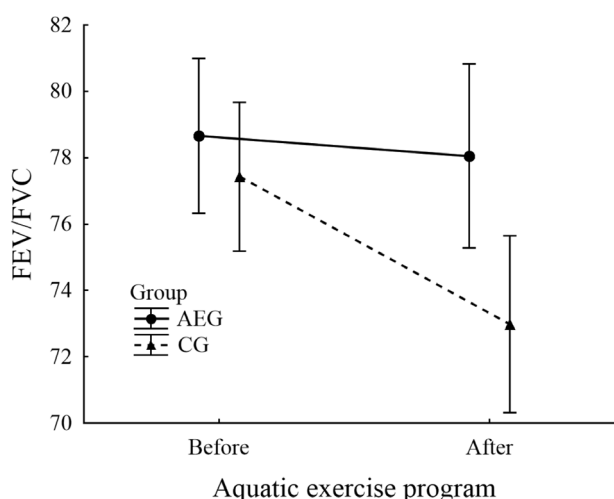 82
80
78
76
74
72
70
FEV/FVC
Group
AEG
CG
Before
After
Aquatic exercise program